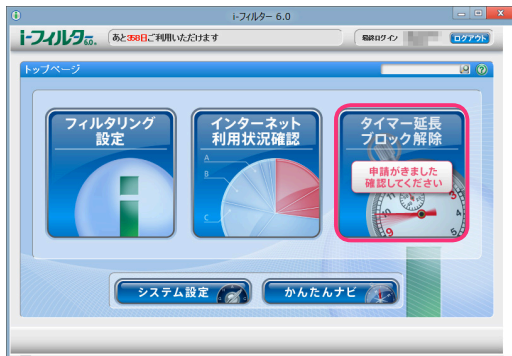 i-フィルター 6.0
i-フィルター 6.0
あと358日ご利用いただけます
最終ログイン
ログアウト
トップページ
フィルタリング
設定
インターネット
利用状況確認
A
B
C
タイマー延長
ブロック解除
申請がきました
確認してください
システム設定
かんたんナビ